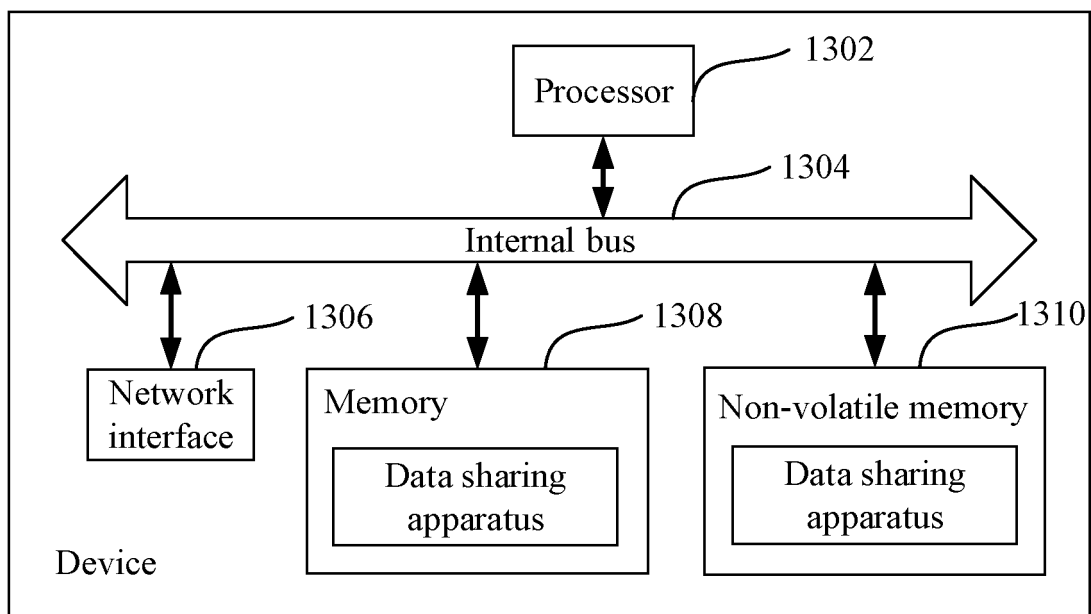 1302
Processor
1304
Internal bus
1306
1308
1310
Network
interface
Memory
Data sharing
apparatus
Non-volatile memory
Data sharing
apparatus
Device